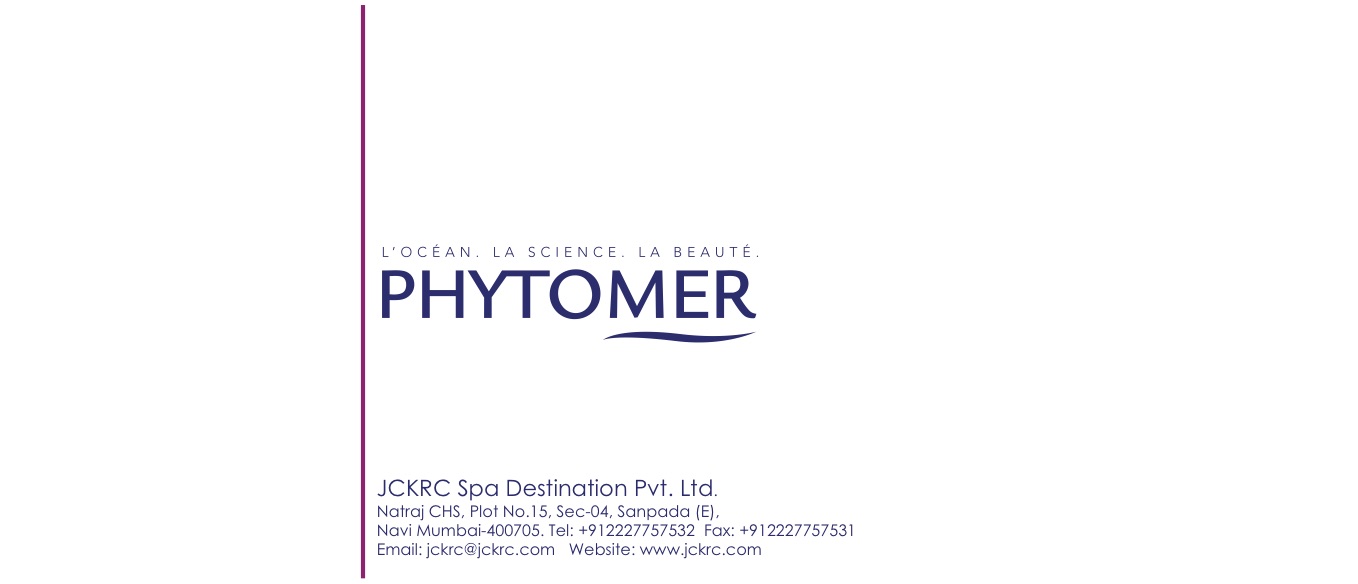 L'OCÉAN. LA SCIENCE. LA BEAUTÉ.
PHYTOMER
JCKRC Spa Destination Pvt. Ltd.
Natraj CHS, Plot No.15, Sec-04, Sanpada (E),
Navi Mumbai-400705. Tel: +912227757532  Fax: +912227757531
Email: jckrc@jckrc.com   Website: www.jckrc.com